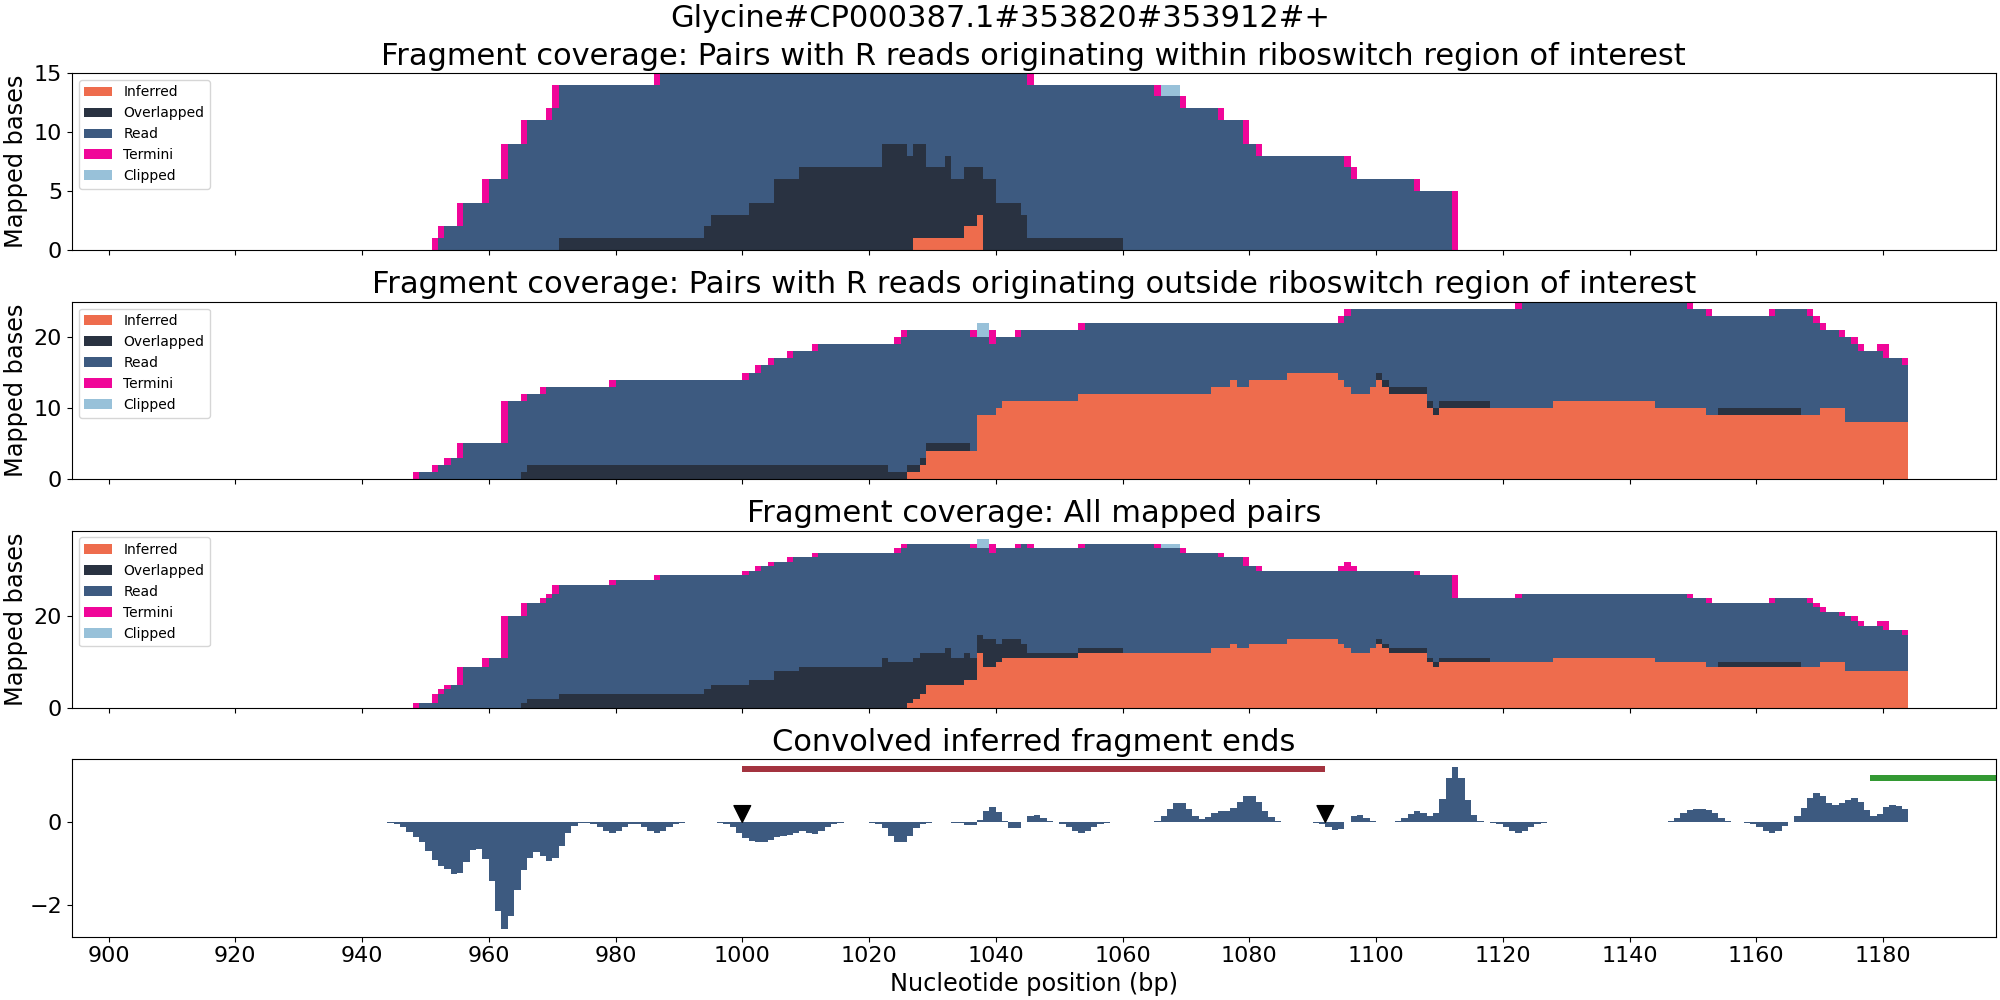 Glycine#CP000387.1#353820#353912#+
Fragment coverage: Pairs with R reads originating within riboswitch region of interest
Mapped bases
15
10
5
0
Inferred
Overlapped
Read
Termini
Clipped
Fragment coverage: Pairs with R reads originating outside riboswitch region of interest
Mapped bases
20
10
0
Inferred
Overlapped
Read
Termini
Clipped
Fragment coverage: All mapped pairs
Mapped bases
20
0
Inferred
Overlapped
Read
Termini
Clipped
Convolved inferred fragment ends
0
−2
900 920 940 960 980 1000 1020 1040 1060 1080 1100 1120 1140 1160 1180
Nucleotide position (bp)